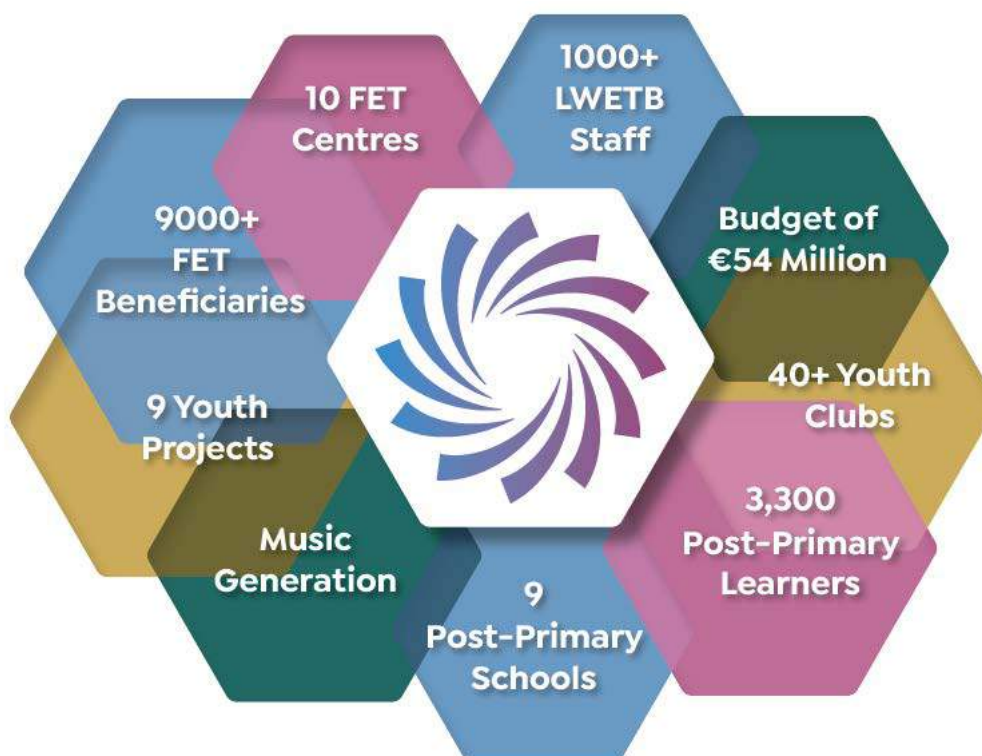 1000+
LWETB
Staff
10 FET
Centres
Budget of
€54 Million
9000+
FET
Beneficiaries
40+ Youth
Clubs
9 Youth
Projects
3,300
Post-Primary
Learners
Music
Generation
9
Post-Primary
Schools